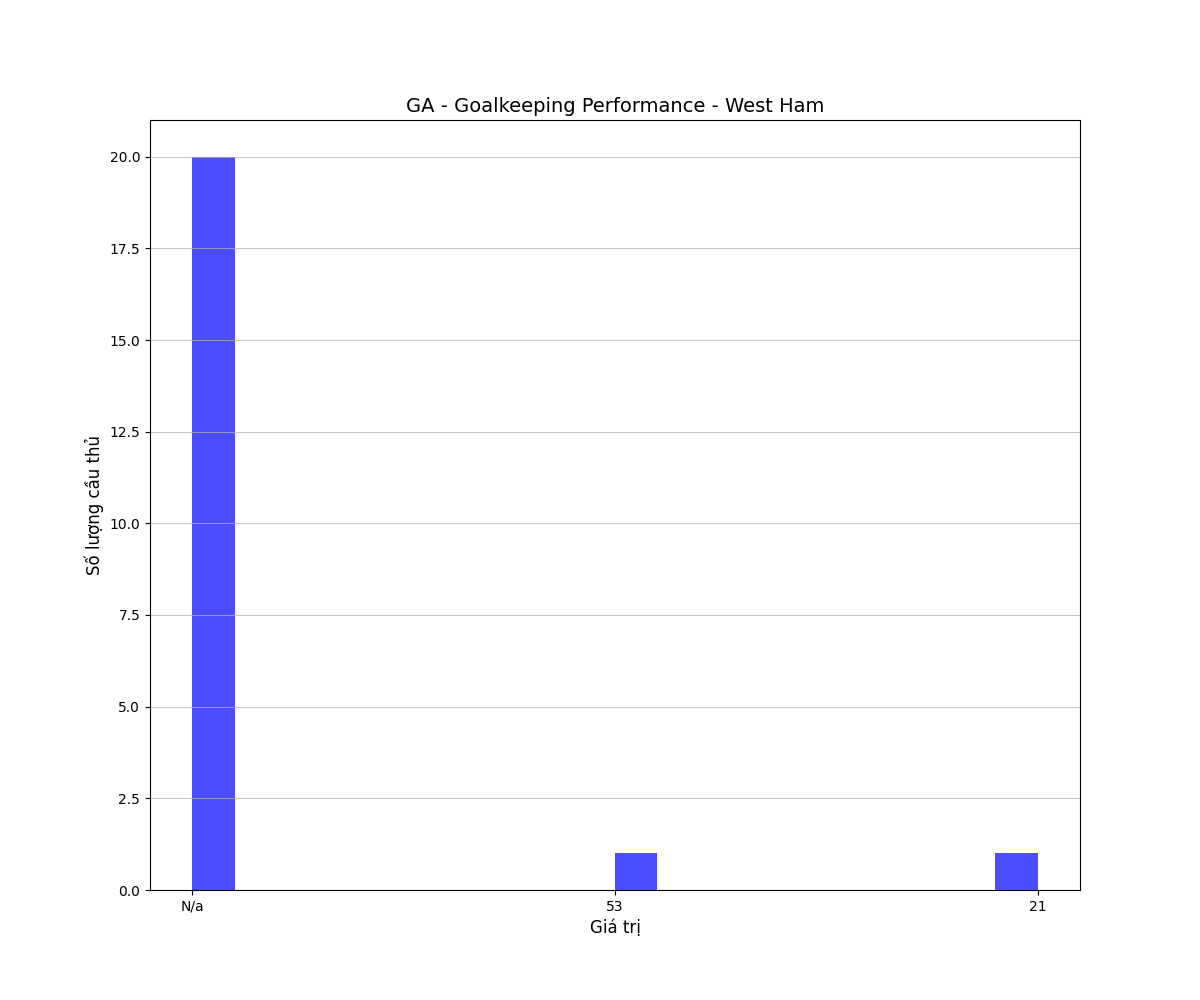 GA - Goalkeeping Performance - West Ham
20.0
17.5
15.0
12.5
10.0
7.5
5.0
2.5
0.0
Số lượng cầu thủ
N/a 53 21
Giá trị